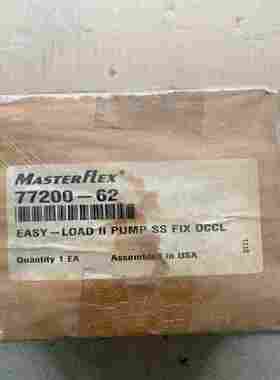 MASTERFLEX®
77200-62
EASY-LOAD II PUMP SS FIX OCCL
Quantity 1 EA Assembled in USA